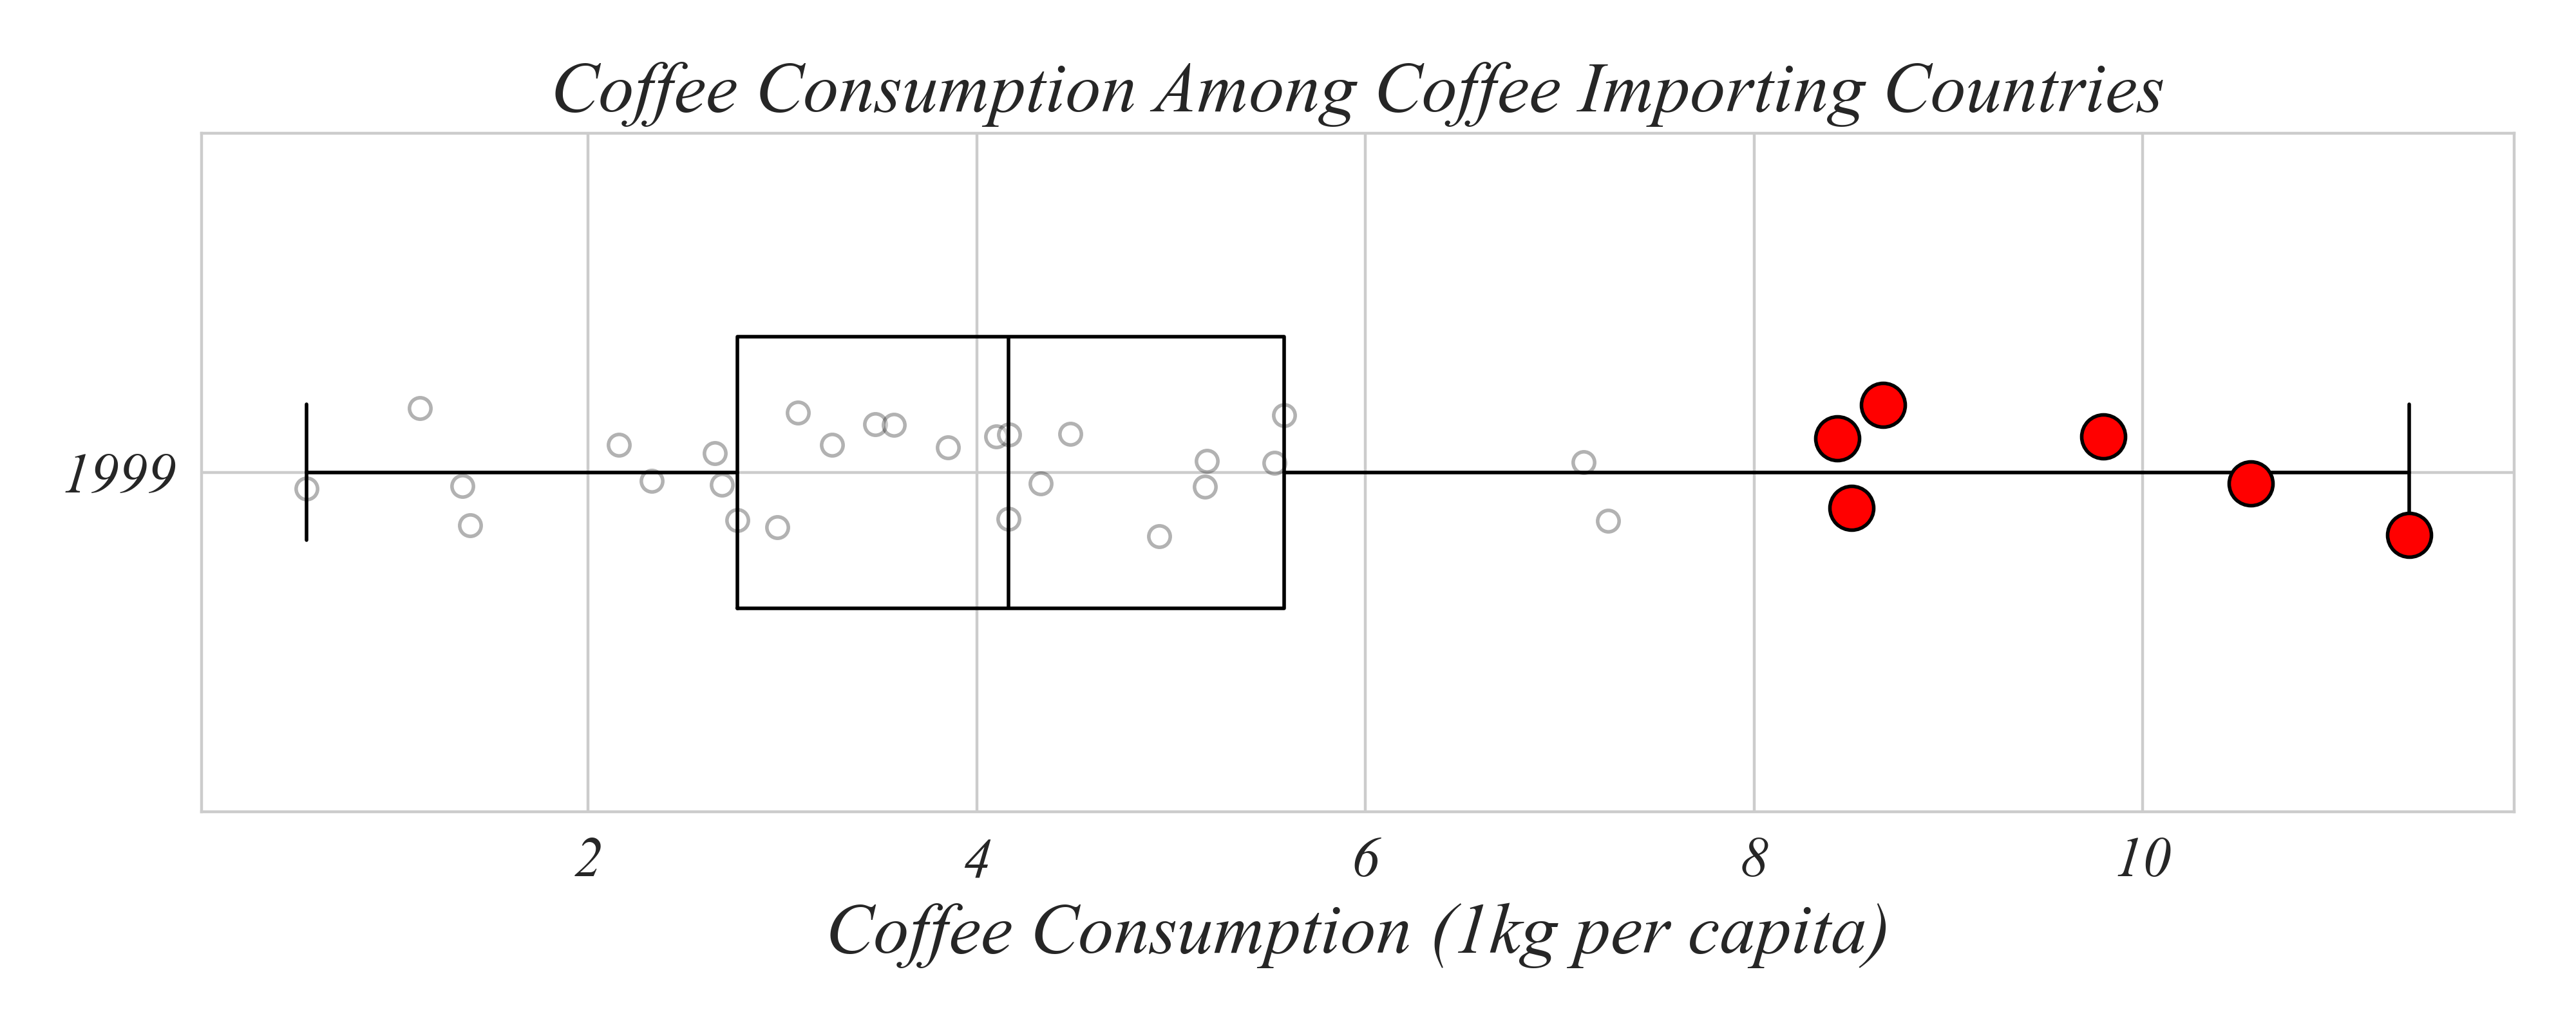 Coffee Consumption Among Coffee Importing Countries
1999
2 4 6 8 10
Coffee Consumption (1kg per capita)